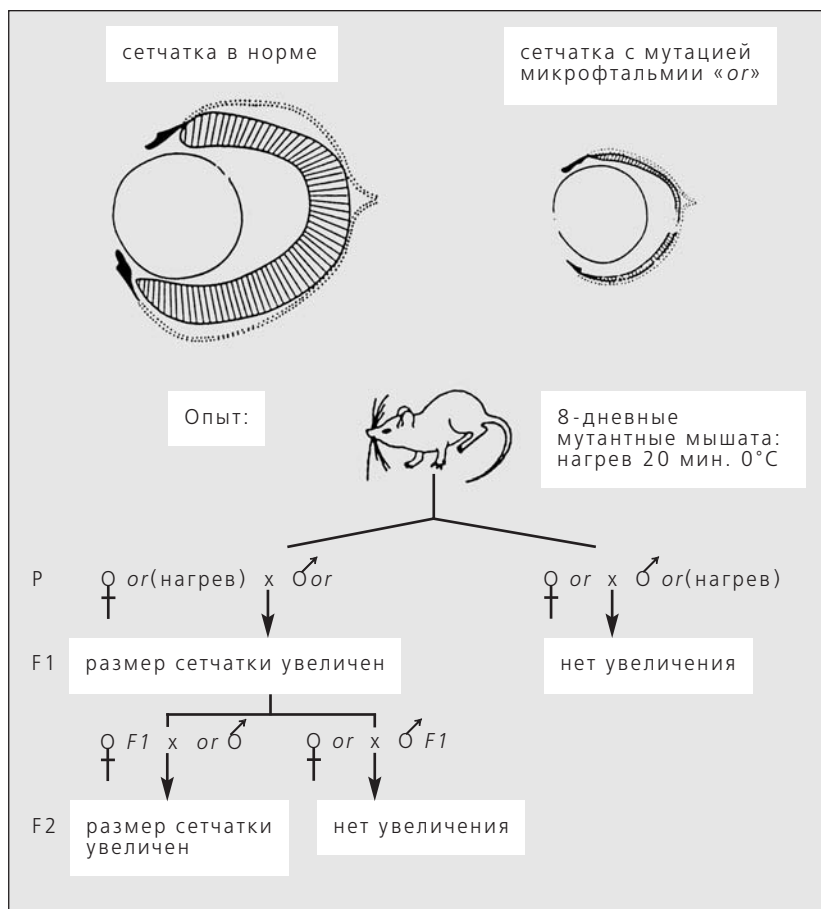 сетчатка в норме
сетчатка с мутацией
микрофтальмии «or»
Опыт:
8-дневные
мутантные мышата:
нагрев 20 мин. 0°C
P ♀ or(нагрев) x ♂ or
♀ or x ♂ or(нагрев)
F1 размер сетчатки увеличен
нет увеличения
♀ F1 x or ♂
♀ or x ♂ F1
F2 размер сетчатки
увеличен
нет увеличения